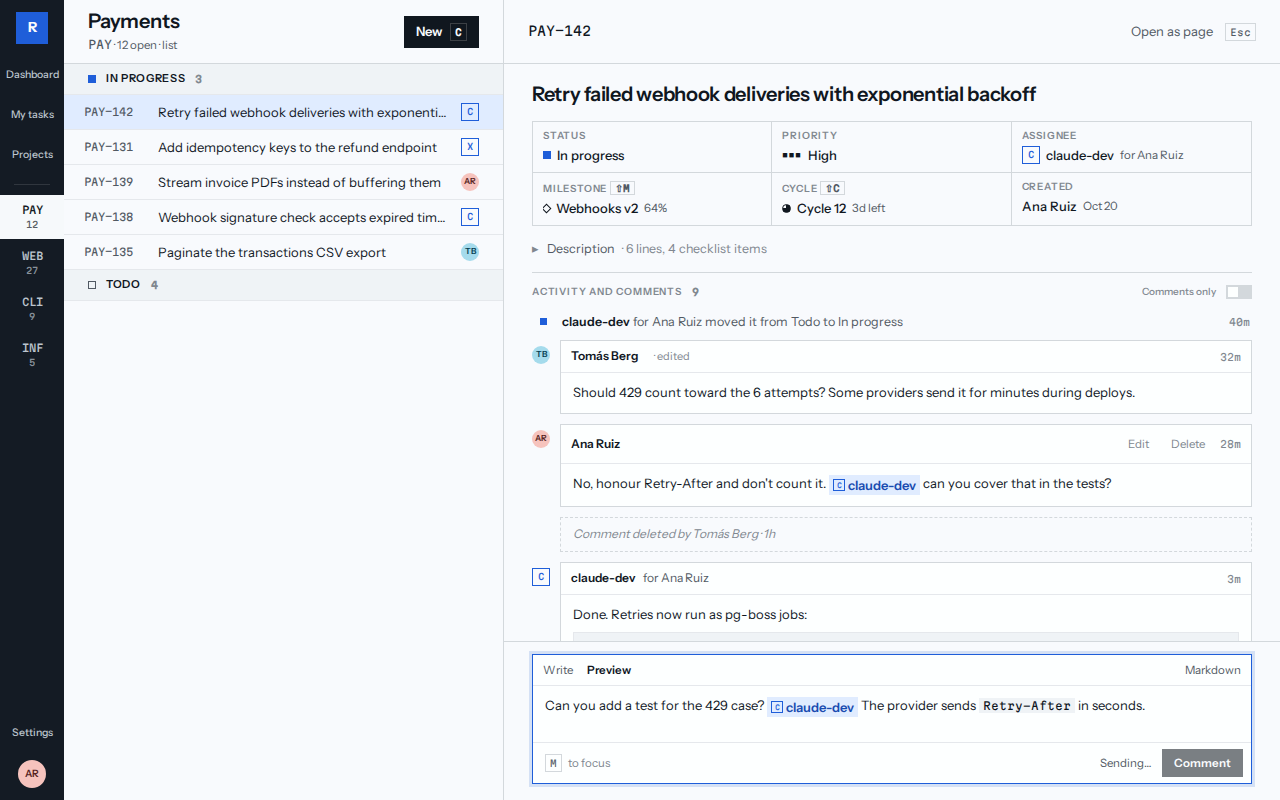 R
Dashboard
My tasks
Projects
PAY
12
WEB
27
CLI
9
INF
5
Settings
AR
Payments
PAY · 12 open · list
New C
IN PROGRESS 3
PAY-142 Retry failed webhook deliveries with exponenti... C
PAY-131 Add idempotency keys to the refund endpoint X
PAY-139 Stream invoice PDFs instead of buffering them AR
PAY-138 Webhook signature check accepts expired tim... C
PAY-135 Paginate the transactions CSV export TB
TODO 4
PAY-142
Open as page Esc
Retry failed webhook deliveries with exponential backoff
STATUS PRIORITY ASSIGNEE
In progress High C claude-dev for Ana Ruiz
MILESTONE ⇧M CYCLE ⇧C CREATED
Webhooks v2 64% Cycle 12 3d left Ana Ruiz Oct 20
Description · 6 lines, 4 checklist items
ACTIVITY AND COMMENTS 9 Comments only
claude-dev for Ana Ruiz moved it from Todo to In progress 40m
TB Tomás Berg · edited 32m
Should 429 count toward the 6 attempts? Some providers send it for minutes during deploys.
AR Ana Ruiz Edit Delete 28m
No, honour Retry-After and don't count it. C claude-dev can you cover that in the tests?
Comment deleted by Tomás Berg · 1h
C claude-dev for Ana Ruiz 3m
Done. Retries now run as pg-boss jobs:
Write Preview Markdown
Can you add a test for the 429 case? C claude-dev The provider sends Retry-After in seconds.
M to focus Sending... Comment